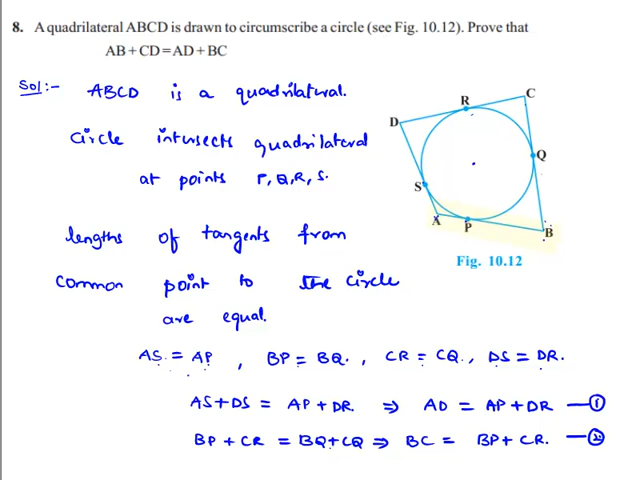 8. A quadrilateral ABCD is drawn to circumscribe a circle (see Fig. 10.12). Prove that
AB + CD = AD + BC
Sol:- ABCD is a quadrilateral.
Circle intersects quadrilateral
at points P, Q, R, S.
lengths of tangents from
common point to the circle
are equal.
D
R
C
Q
S
A
P
B
Fig. 10.12
AS = AP , BP = BQ. , CR = CQ , DS = DR.
AS + DS = AP + DR. ⇒ AD = AP + DR —①
BP + CR = BQ + CQ ⇒ BC = BP + CR. —②